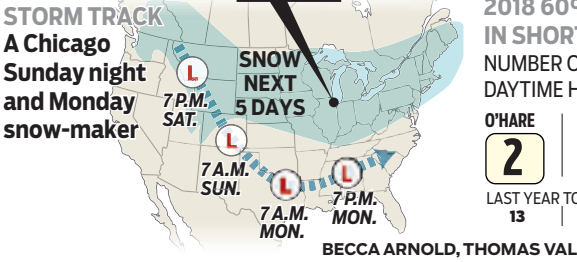 STORM TRACK
A Chicago
Sunday night
and Monday
snow-maker
SNOW
NEXT
5 DAYS
L
7 P.M.
SAT.
L
7 A.M.
SUN.
L
7 A.M.
MON.
L
7 P.M.
MON.
2018 60
IN SHORT
NUMBER O
DAYTIME H
O'HARE
2
LAST YEAR TO
13
BECCA ARNOLD, THOMAS VAL